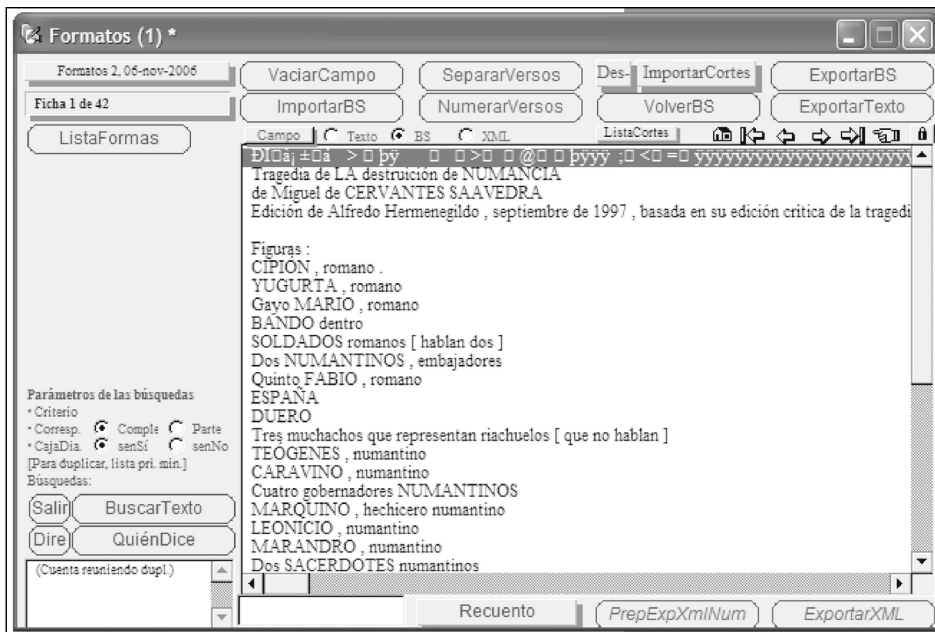 Formatos (1) *
Formatos 2, 06-nov-2006
VaciarCampo
SepararVersos
Des-
ImportarCortes
ExportarBS
Ficha 1 de 42
ImportarBS
NumerarVersos
VolverBS
ExportarTexto
ListaFormas
Campo
Texto
BS
XML
ListaCortes
Tragedia de LA destruición de NUMANCIA
de Miguel de CERVANTES SAAVEDRA
Edición de Alfredo Hermenegildo , septiembre de 1997 , basada en su edición crítica de la tragedi
Figuras :
CIPIÓN , romano .
YUGURTA , romano
Gayo MARIO , romano
BANDO dentro
SOLDADOS romanos [ hablan dos ]
Dos NUMANTINOS , embajadores
Quinto FABIO , romano
ESPAÑA
DUERO
Tres muchachos que representan riachuelos [ que no hablan ]
TEÓGENES , numantino
CARAVINO , numantino
Cuatro gobernadores NUMANTINOS
MARQUINO , hechicero numantino
LEONICIO , numantino
MARANDRO , numantino
Dos SACERDOTES numantinos
Parámetros de las búsquedas
• Criterio
• Corresp. Comple Parte
• CajaDia. senSí senNo
[Para duplicar, lista pri. min.]
Búsquedas:
Salir
BuscarTexto
Dire
QuiénDice
(Cuenta reuniendo dupl.)
Recuento
PrepExpXmlNum
ExportarXML